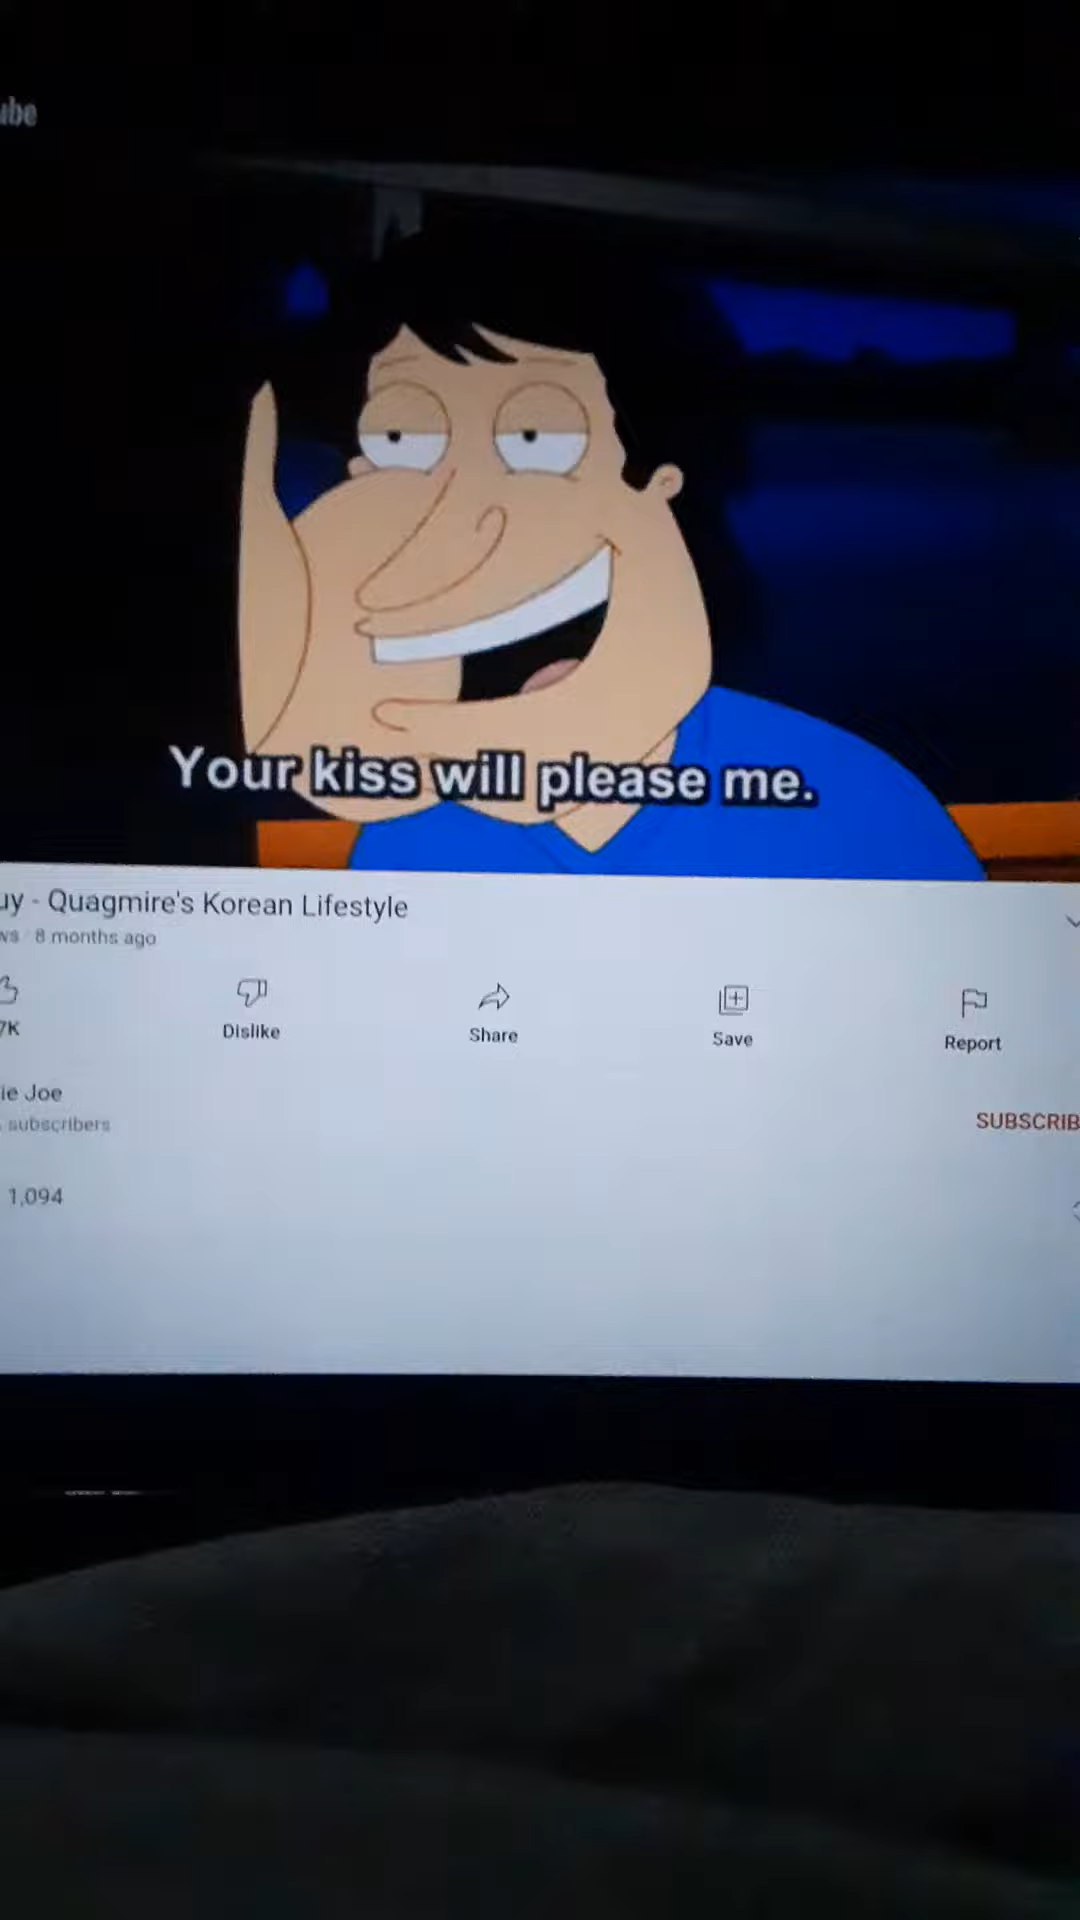 ube
Your kiss will please me.
uy - Quagmire's Korean Lifestyle
ws 8 months ago
7K
Dislike
Share
Save
Report
ie Joe
subscribers
SUBSCRIB
1,094